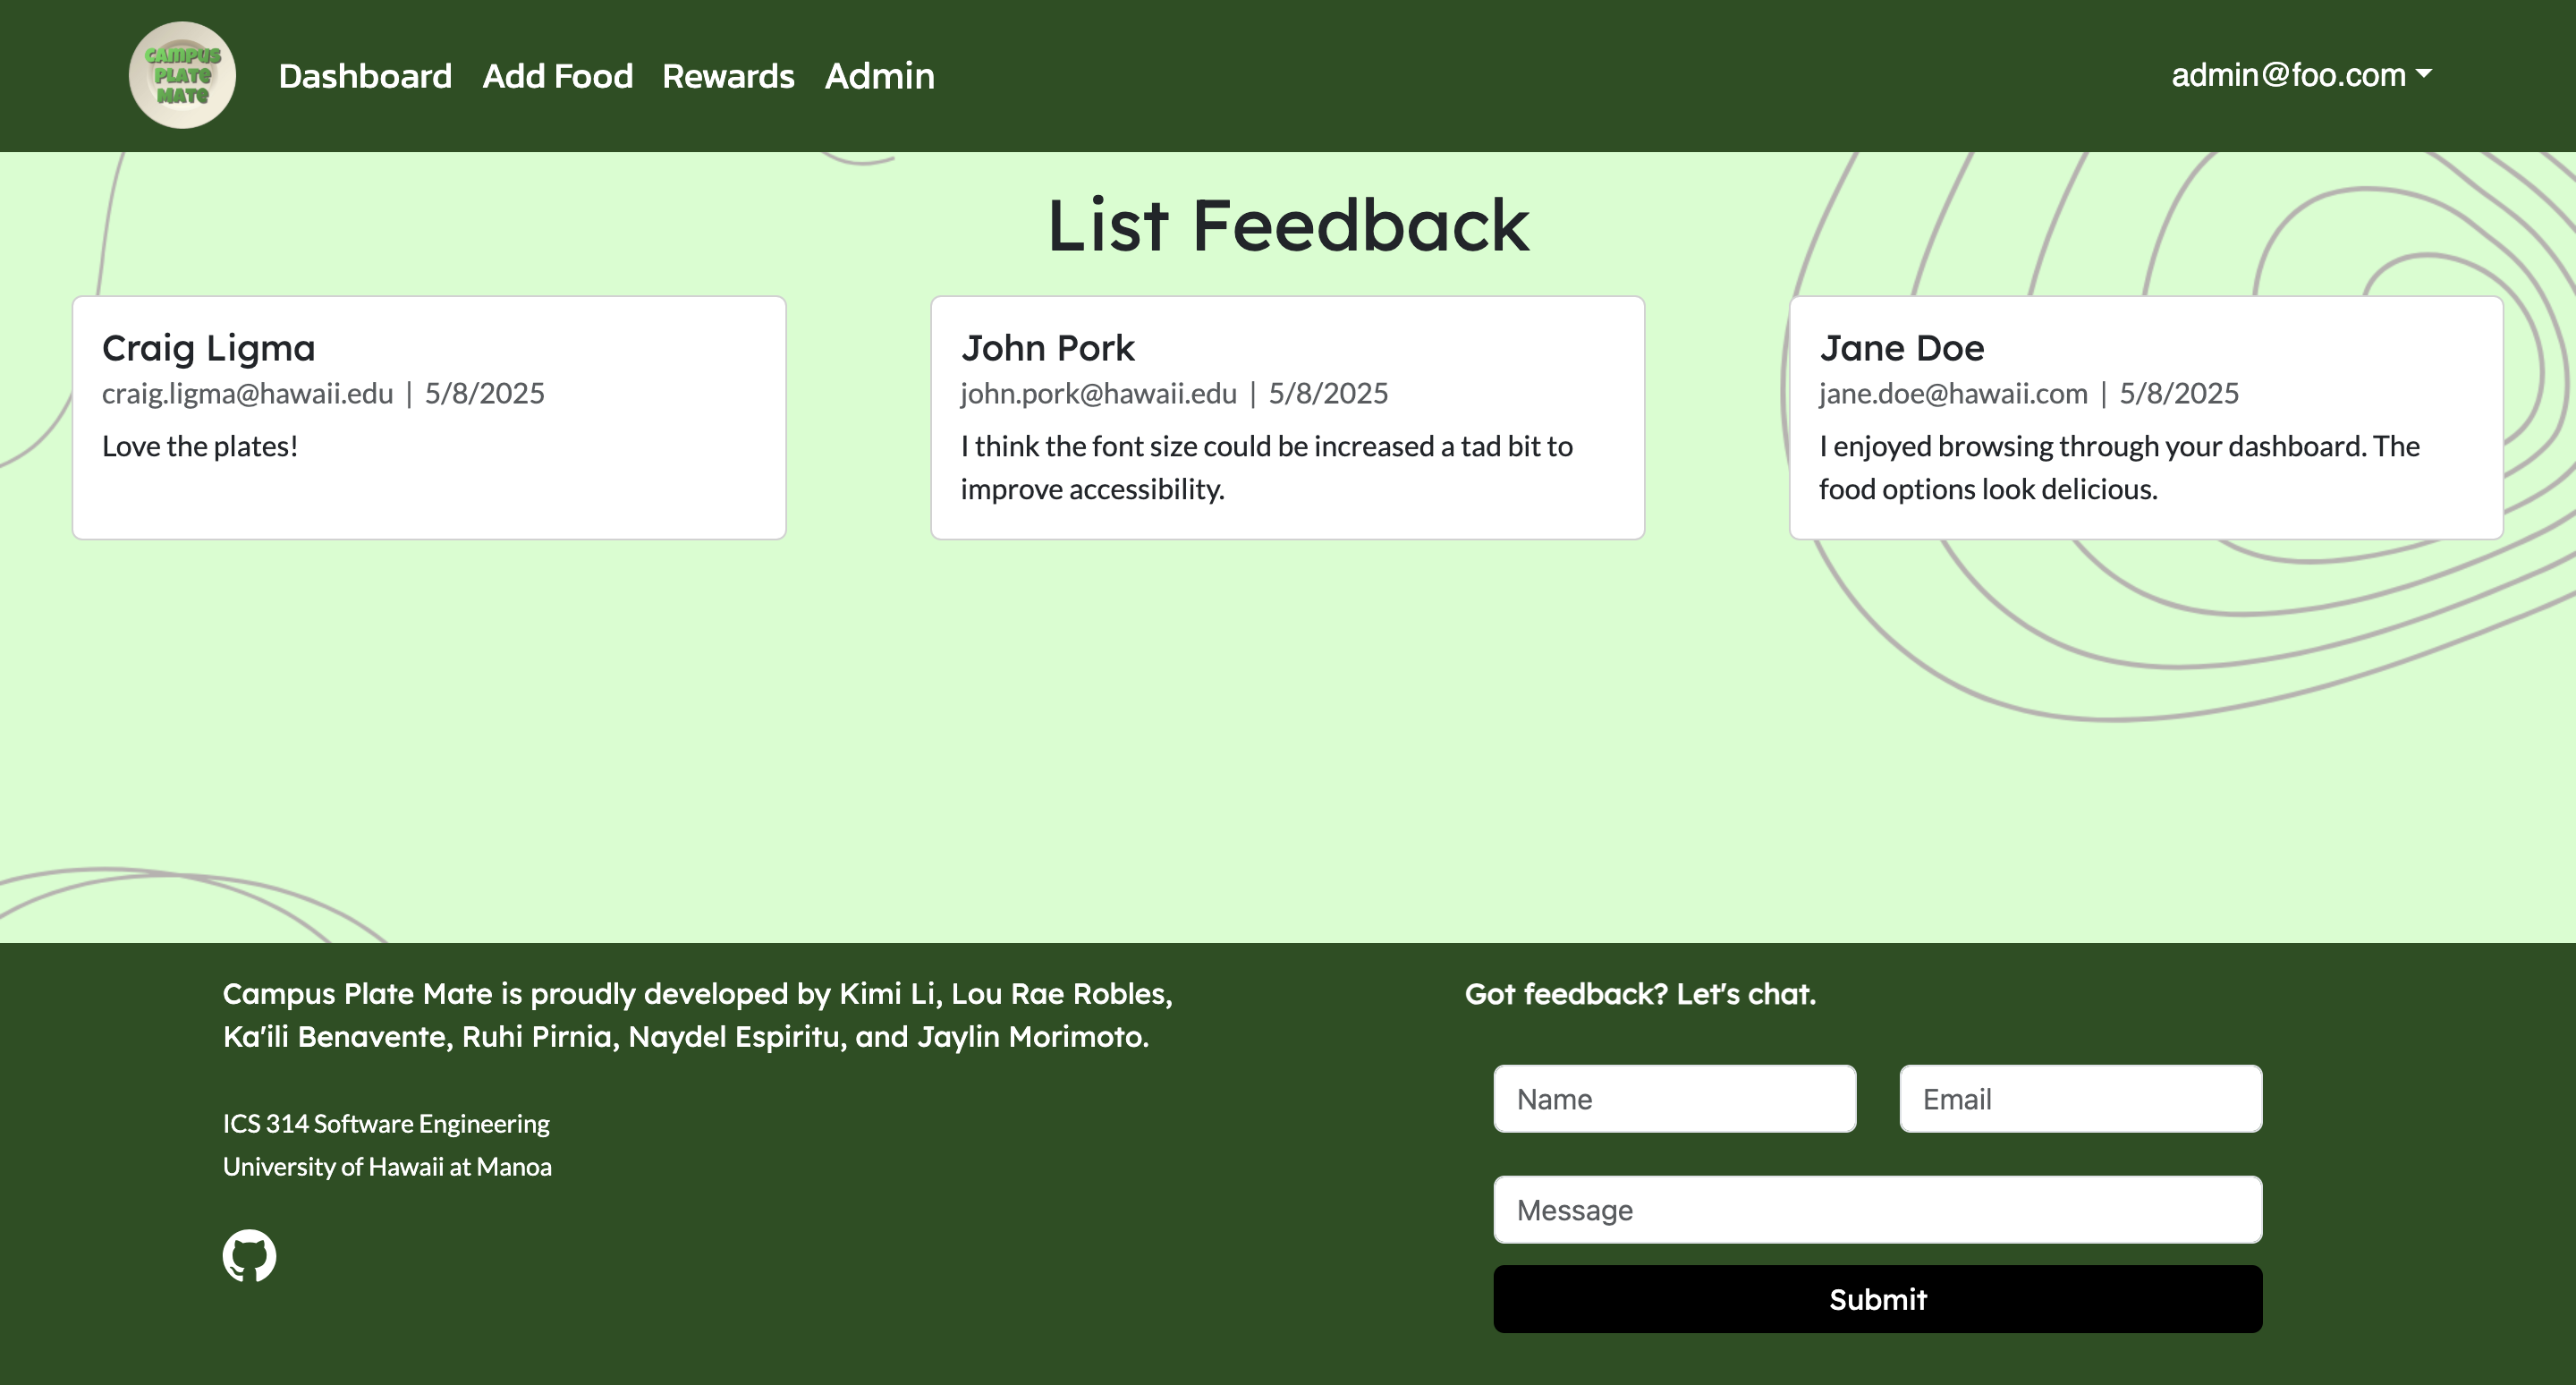 CAMPUS
PLATE
MATE
Dashboard Add Food Rewards Admin
admin@foo.com
List Feedback
Craig Ligma
craig.ligma@hawaii.edu | 5/8/2025
Love the plates!
John Pork
john.pork@hawaii.edu | 5/8/2025
I think the font size could be increased a tad bit to
improve accessibility.
Jane Doe
jane.doe@hawaii.com | 5/8/2025
I enjoyed browsing through your dashboard. The
food options look delicious.
Campus Plate Mate is proudly developed by Kimi Li, Lou Rae Robles,
Ka'ili Benavente, Ruhi Pirnia, Naydel Espiritu, and Jaylin Morimoto.
ICS 314 Software Engineering
University of Hawaii at Manoa
Got feedback? Let's chat.
Name
Email
Message
Submit